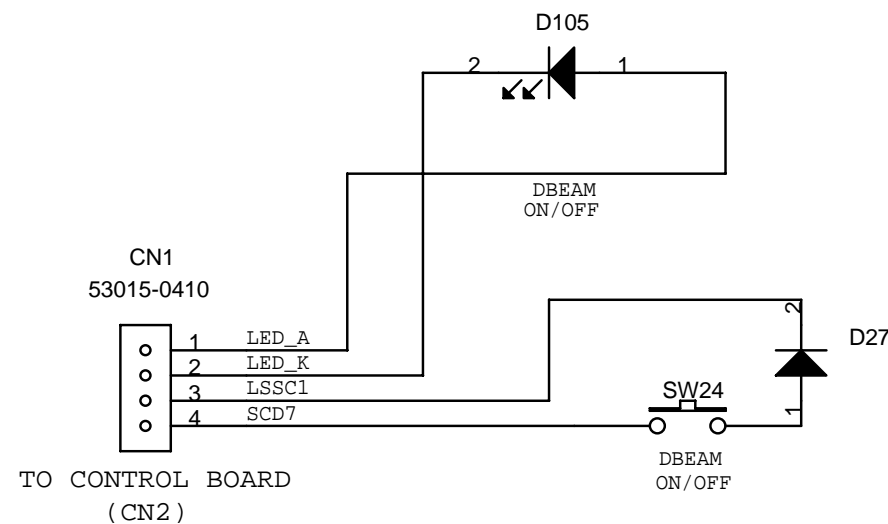 D105
2
1
DBEAM
ON/OFF
CN1
53015-0410
1
LED_A
2
LED_K
3
LSSC1
4
SCD7
2
D27
SW24
1
DBEAM
ON/OFF
TO CONTROL BOARD
(CN2)